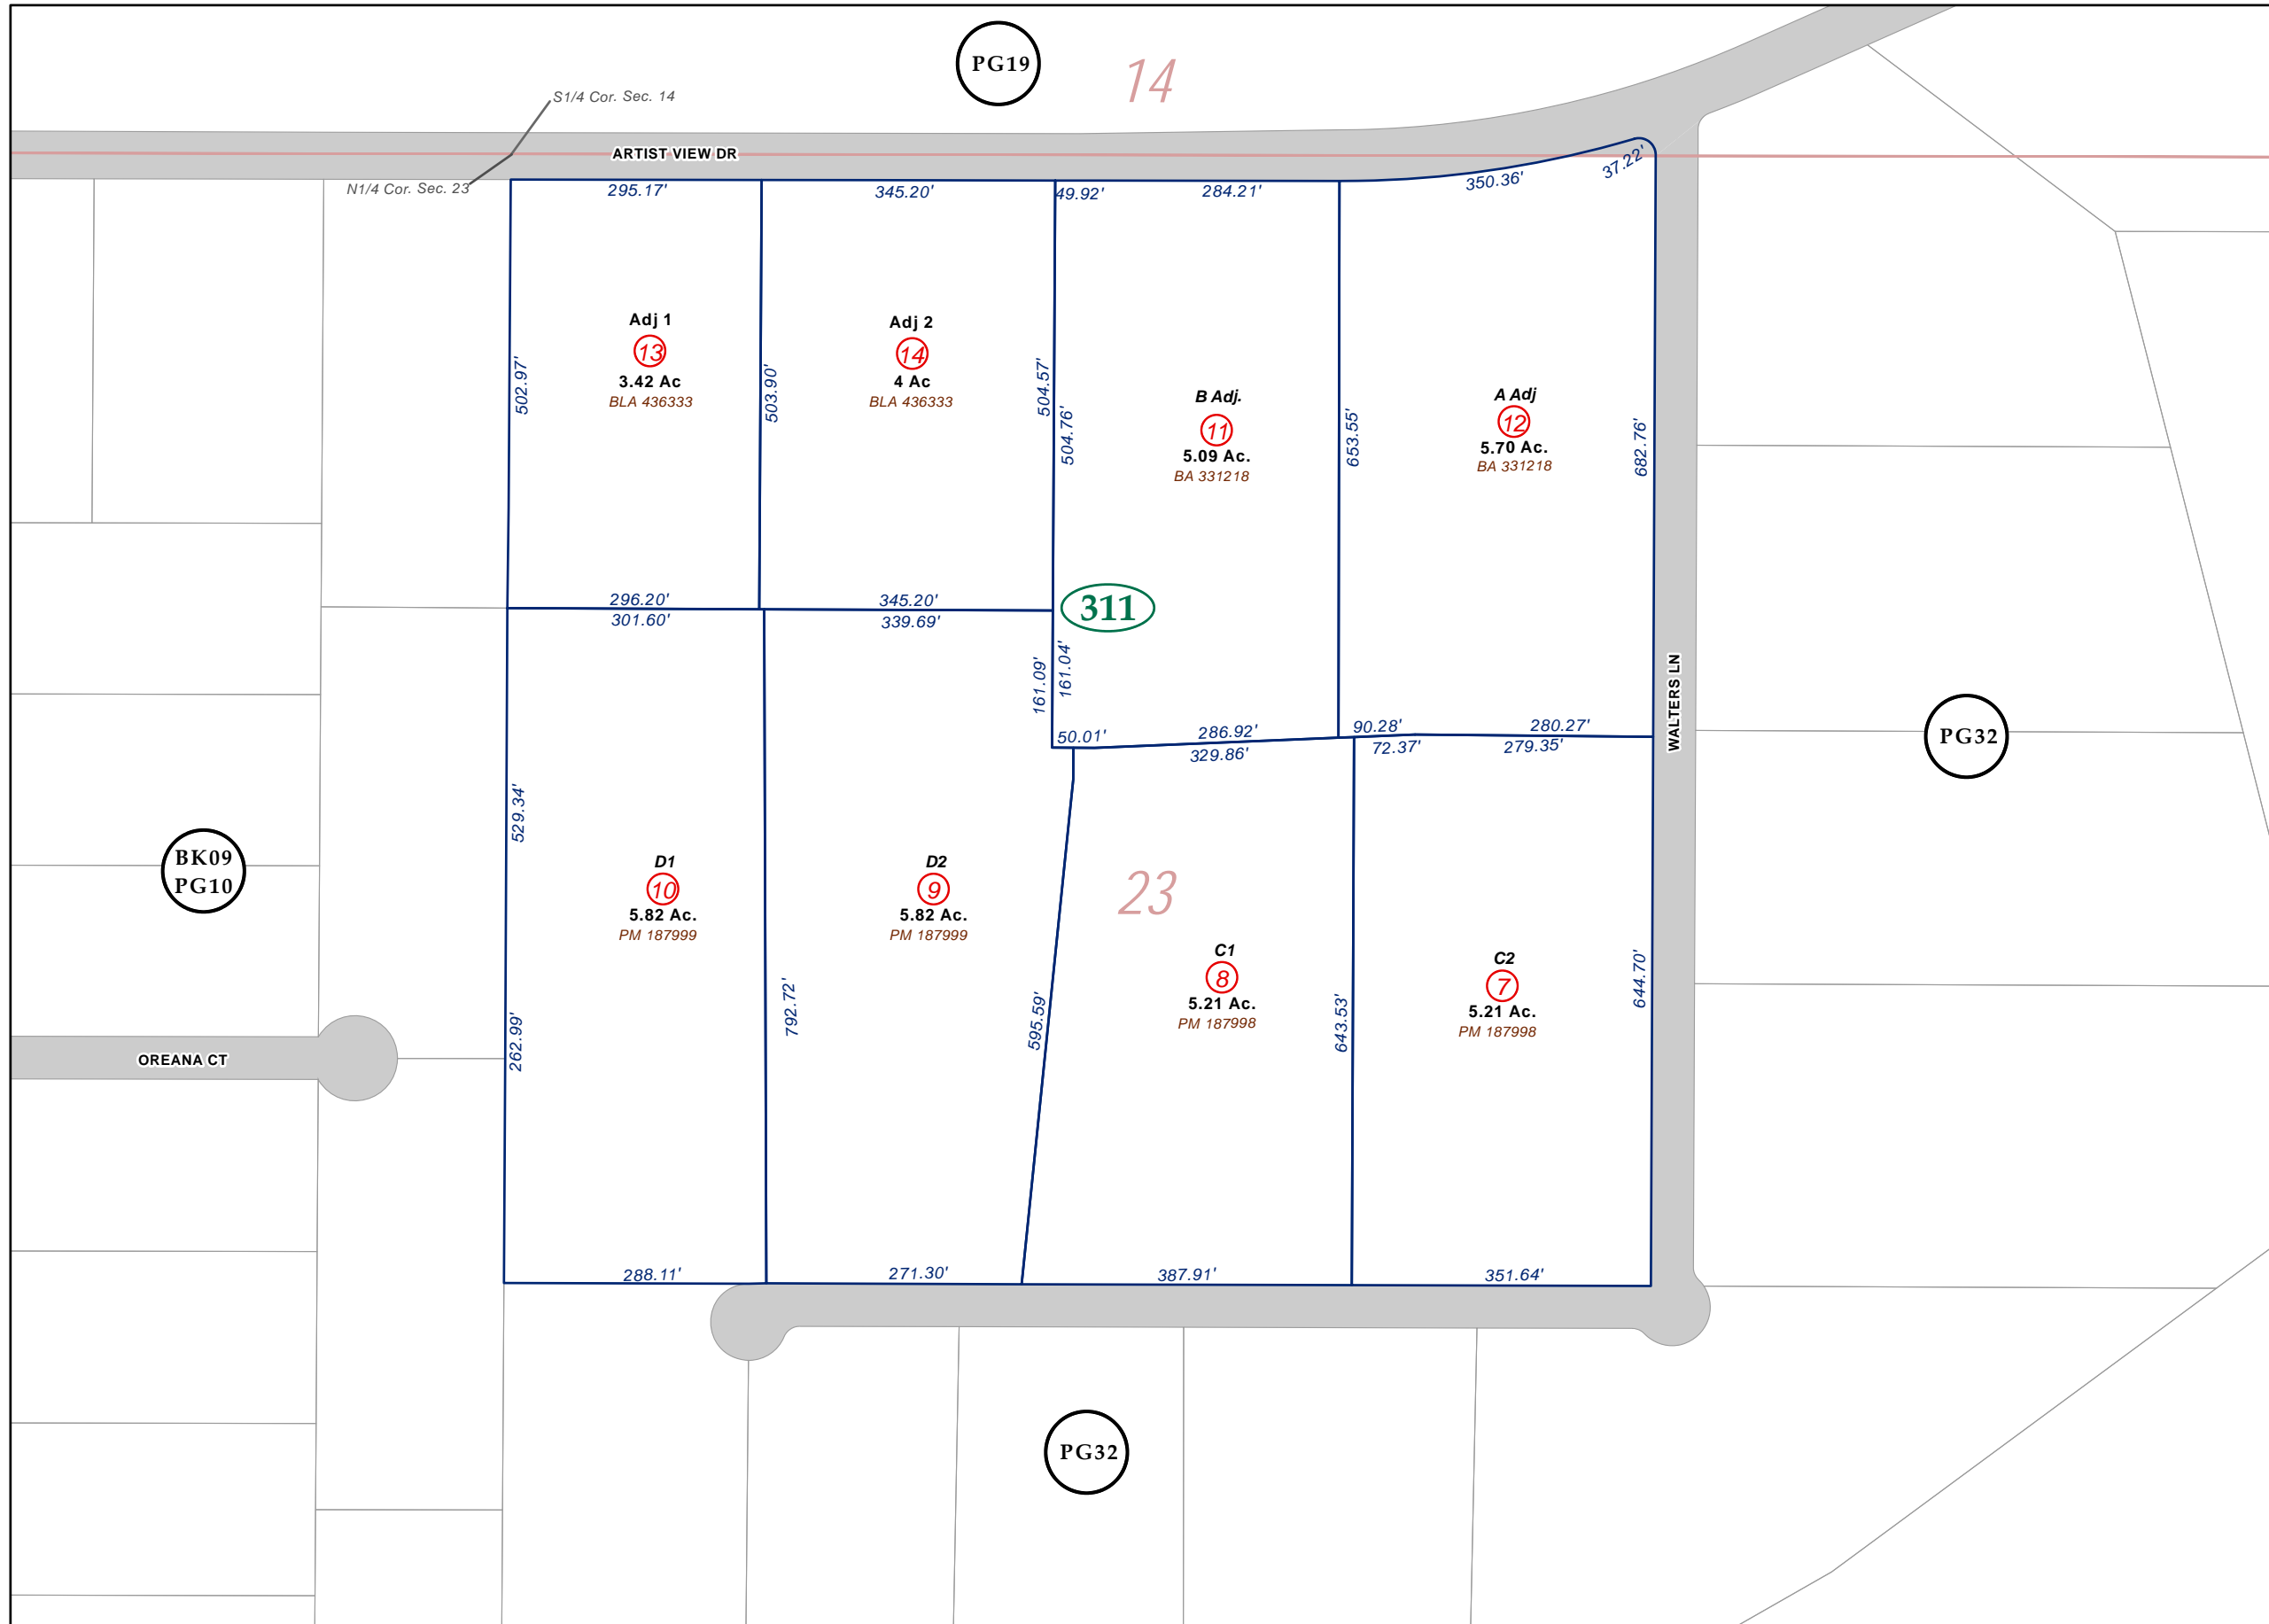 PG19
14
S1/4 Cor. Sec. 14
ARTIST VIEW DR
N1/4 Cor. Sec. 23
295.17'
345.20'
49.92'
284.21'
350.36'
37.22'
Adj 1
13
3.42 Ac
BLA 436333
Adj 2
14
4 Ac
BLA 436333
B Adj.
11
5.09 Ac.
BA 331218
A Adj
12
5.70 Ac.
BA 331218
502.97'
503.90'
504.57'
504.76'
653.55'
682.76'
296.20'
301.60'
345.20'
339.69'
311
161.09'
161.04'
50.01'
286.92'
329.86'
90.28'
72.37'
280.27'
279.35'
WALTERS LN
PG32
BK09
PG10
529.34'
D1
10
5.82 Ac.
PM 187999
D2
9
5.82 Ac.
PM 187999
23
C1
8
5.21 Ac.
PM 187998
C2
7
5.21 Ac.
PM 187998
262.99'
792.72'
595.59'
643.53'
644.70'
OREANA CT
288.11'
271.30'
387.91'
351.64'
PG32